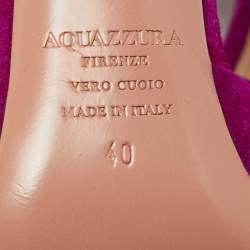 AQUAZZURA
FIRENZE
VERO CUOIO
MADE IN ITALY
40